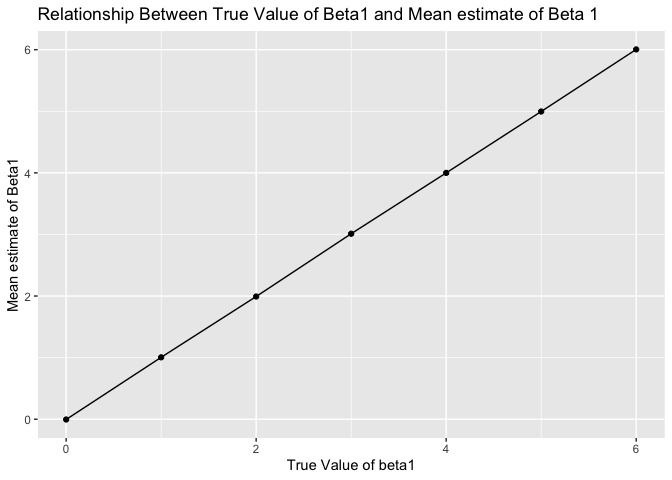 Relationship Between True Value of Beta1 and Mean estimate of Beta 1
6
4
2
0
Mean estimate of Beta1
0 2 4 6
True Value of beta1